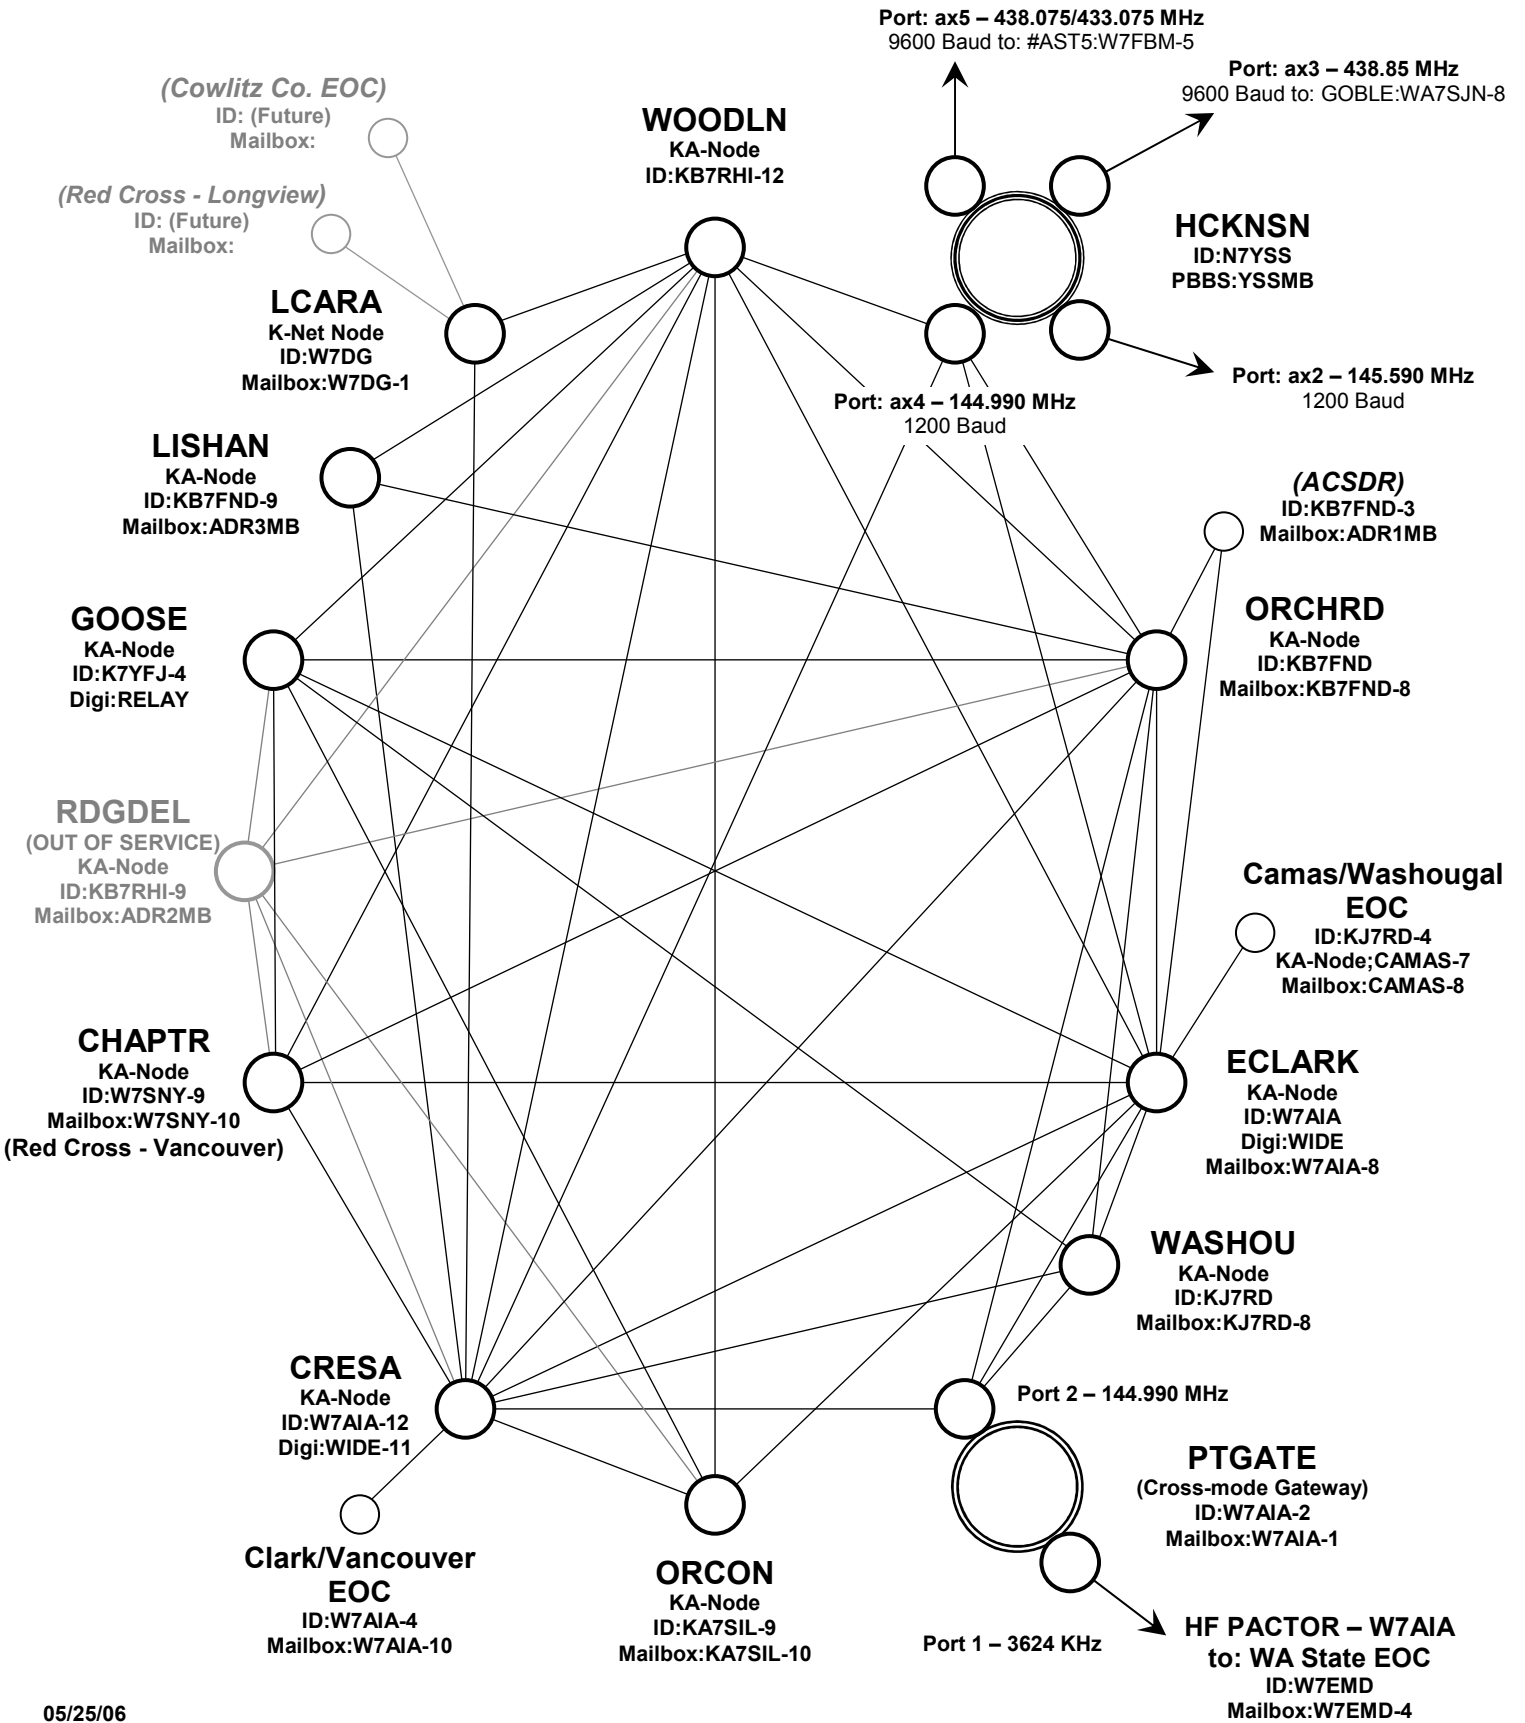 Port: ax5 – 438.075/433.075 MHz
9600 Baud to: #AST5:W7FBM-5
Port: ax3 – 438.85 MHz
9600 Baud to: GOBLE:WA7SJN-8
(Cowlitz Co. EOC)
ID: (Future)
Mailbox:
WOODLN
KA-Node
ID:KB7RHI-12
(Red Cross - Longview)
ID: (Future)
Mailbox:
HCKNSN
ID:N7YSS
PBBS:YSSMB
LCARA
K-Net Node
ID:W7DG
Mailbox:W7DG-1
Port: ax2 – 145.590 MHz
1200 Baud
Port: ax4 – 144.990 MHz
1200 Baud
LISHAN
KA-Node
ID:KB7FND-9
Mailbox:ADR3MB
(ACSDR)
ID:KB7FND-3
Mailbox:ADR1MB
GOOSE
KA-Node
ID:K7YFJ-4
Digi:RELAY
ORCHRD
KA-Node
ID:KB7FND
Mailbox:KB7FND-8
RDGDEL
(OUT OF SERVICE)
KA-Node
ID:KB7RHI-9
Mailbox:ADR2MB
Camas/Washougal
EOC
ID:KJ7RD-4
KA-Node;CAMAS-7
Mailbox:CAMAS-8
CHAPTR
KA-Node
ID:W7SNY-9
Mailbox:W7SNY-10
(Red Cross - Vancouver)
ECLARK
KA-Node
ID:W7AIA
Digi:WIDE
Mailbox:W7AIA-8
WASHOU
KA-Node
ID:KJ7RD
Mailbox:KJ7RD-8
CRESA
KA-Node
ID:W7AIA-12
Digi:WIDE-11
Port 2 – 144.990 MHz
PTGATE
(Cross-mode Gateway)
ID:W7AIA-2
Mailbox:W7AIA-1
Clark/Vancouver
EOC
ID:W7AIA-4
Mailbox:W7AIA-10
ORCON
KA-Node
ID:KA7SIL-9
Mailbox:KA7SIL-10
Port 1 – 3624 KHz
HF PACTOR – W7AIA
to: WA State EOC
ID:W7EMD
Mailbox:W7EMD-4
05/25/06